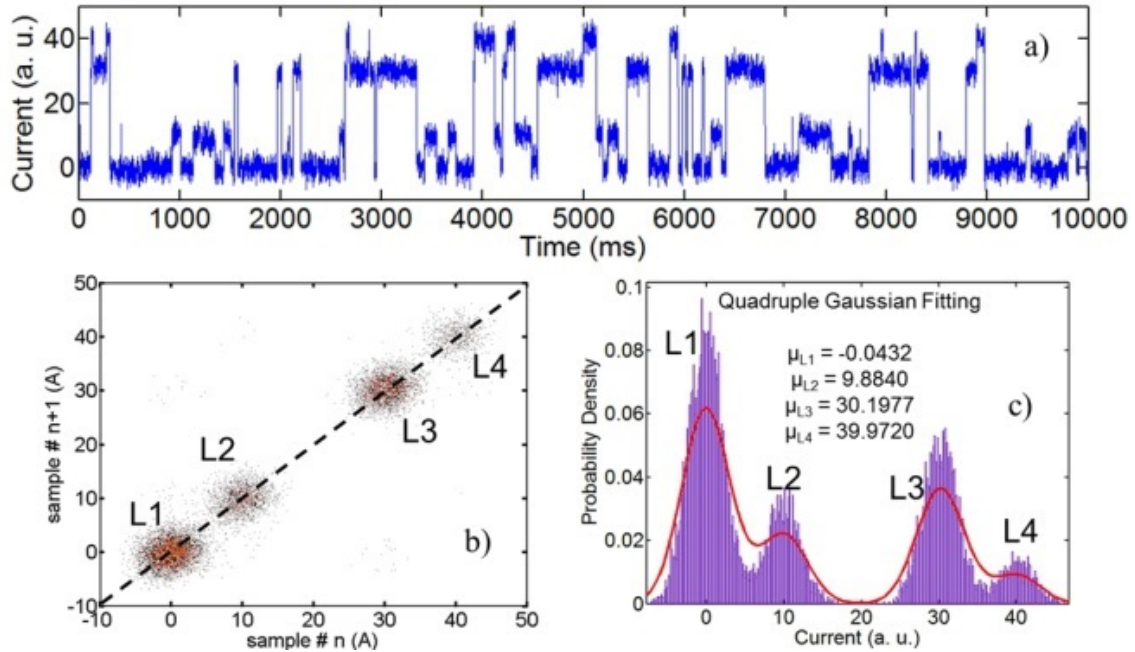 Current (a. u.)
40
20
0
a)
0 1000 2000 3000 4000 5000 6000 7000 8000 9000 10000
Time (ms)
sample # n+1 (A)
50
40
30
20
10
0
-10
L1
L2
L3
L4
b)
-10 0 10 20 30 40 50
sample # n (A)
Probability Density
0.1
0.08
0.06
0.04
0.02
0
Quadruple Gaussian Fitting
μL1 = -0.0432
μL2 = 9.8840
μL3 = 30.1977
μL4 = 39.9720
c)
L1
L2
L3
L4
0 10 20 30 40
Current (a. u.)